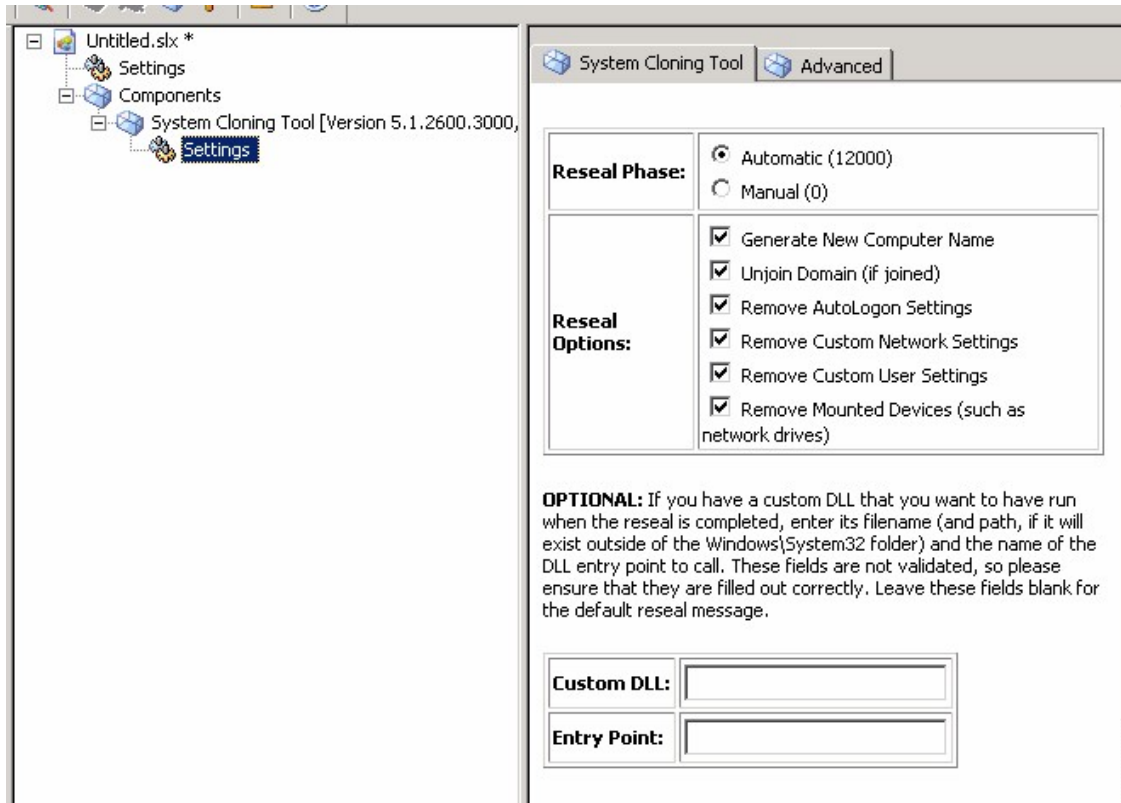 Untitled.slx *
Settings
Components
System Cloning Tool [Version 5.1.2600.3000,
Settings
System Cloning Tool
Advanced
Reseal Phase:
Automatic (12000)
Manual (0)
Reseal
Options:
Generate New Computer Name
Unjoin Domain (if joined)
Remove AutoLogon Settings
Remove Custom Network Settings
Remove Custom User Settings
Remove Mounted Devices (such as
network drives)
OPTIONAL: If you have a custom DLL that you want to have run
when the reseal is completed, enter its filename (and path, if it will
exist outside of the Windows\System32 folder) and the name of the
DLL entry point to call. These fields are not validated, so please
ensure that they are filled out correctly. Leave these fields blank for
the default reseal message.
Custom DLL:
Entry Point: